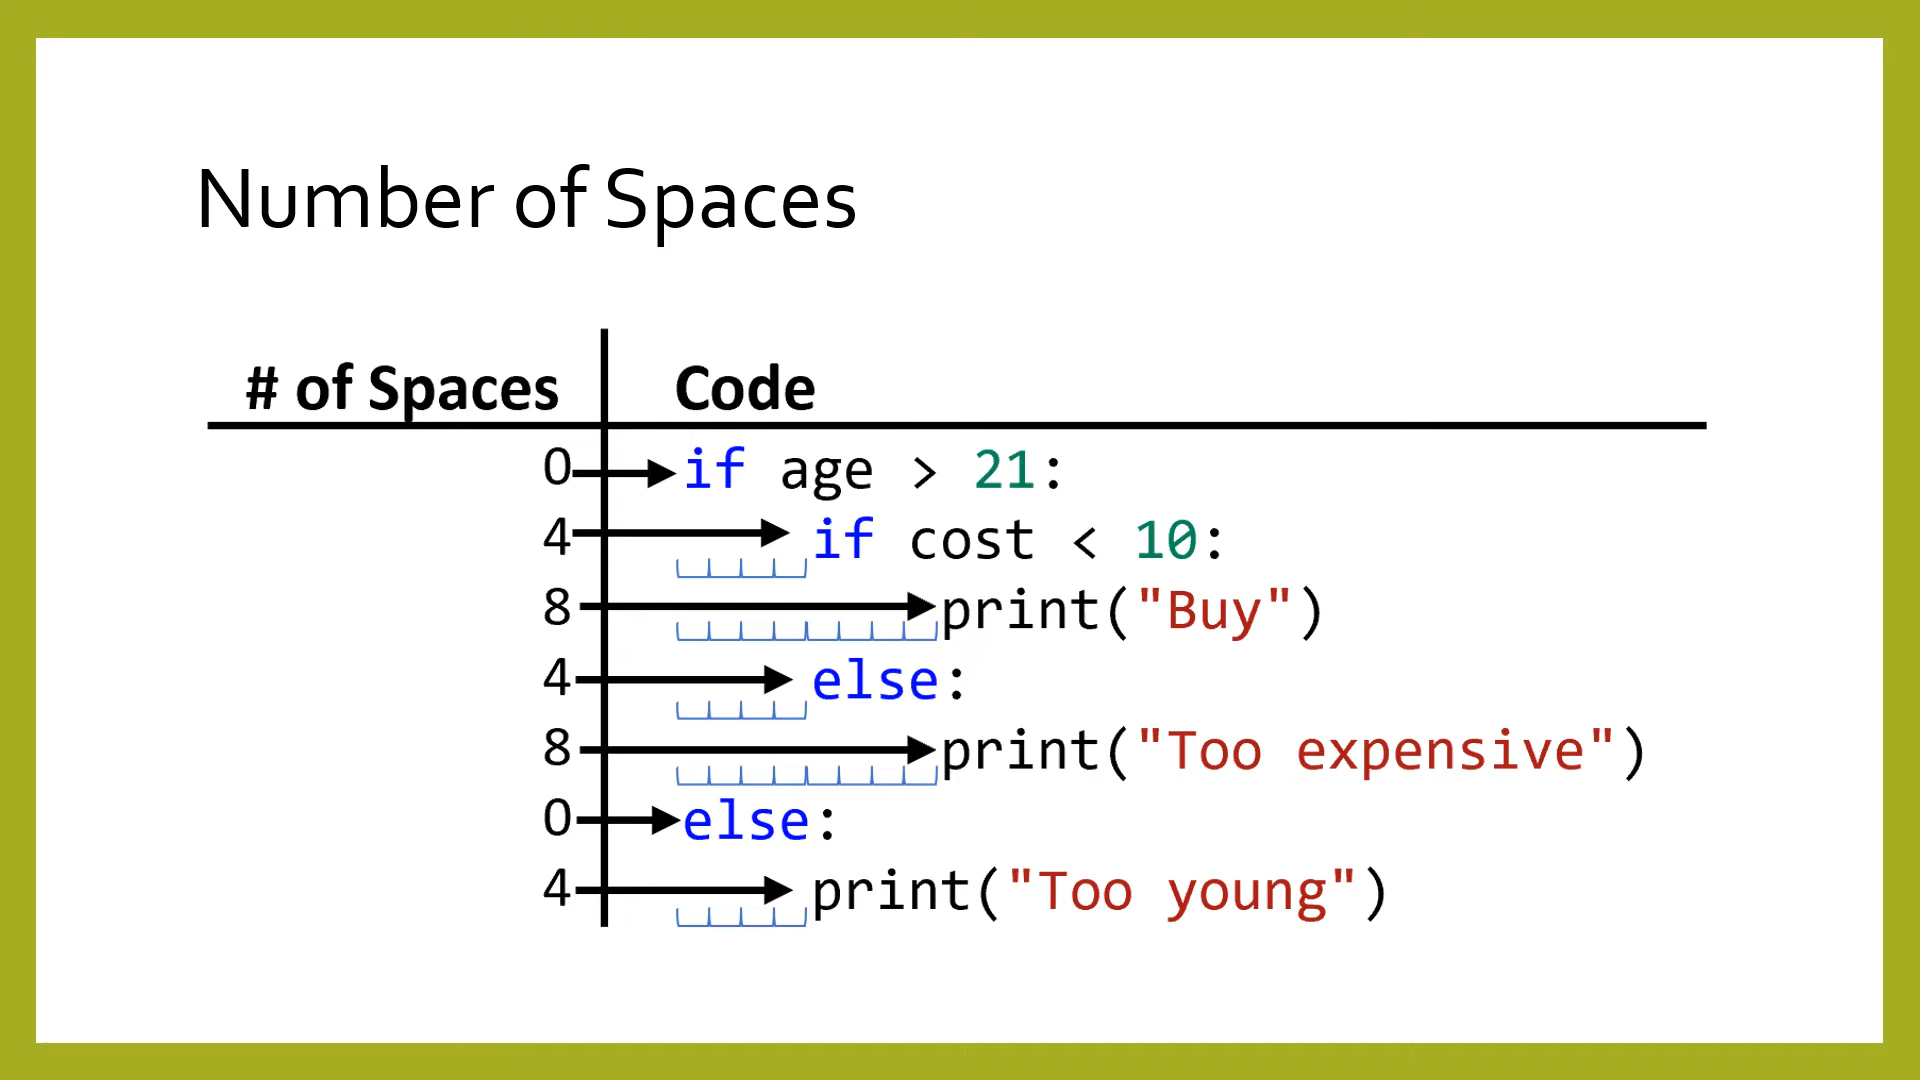 Number of Spaces
# of Spaces Code
0 if age > 21:
4 if cost < 10:
8 print("Buy")
4 else:
8 print("Too expensive")
0 else:
4 print("Too young")